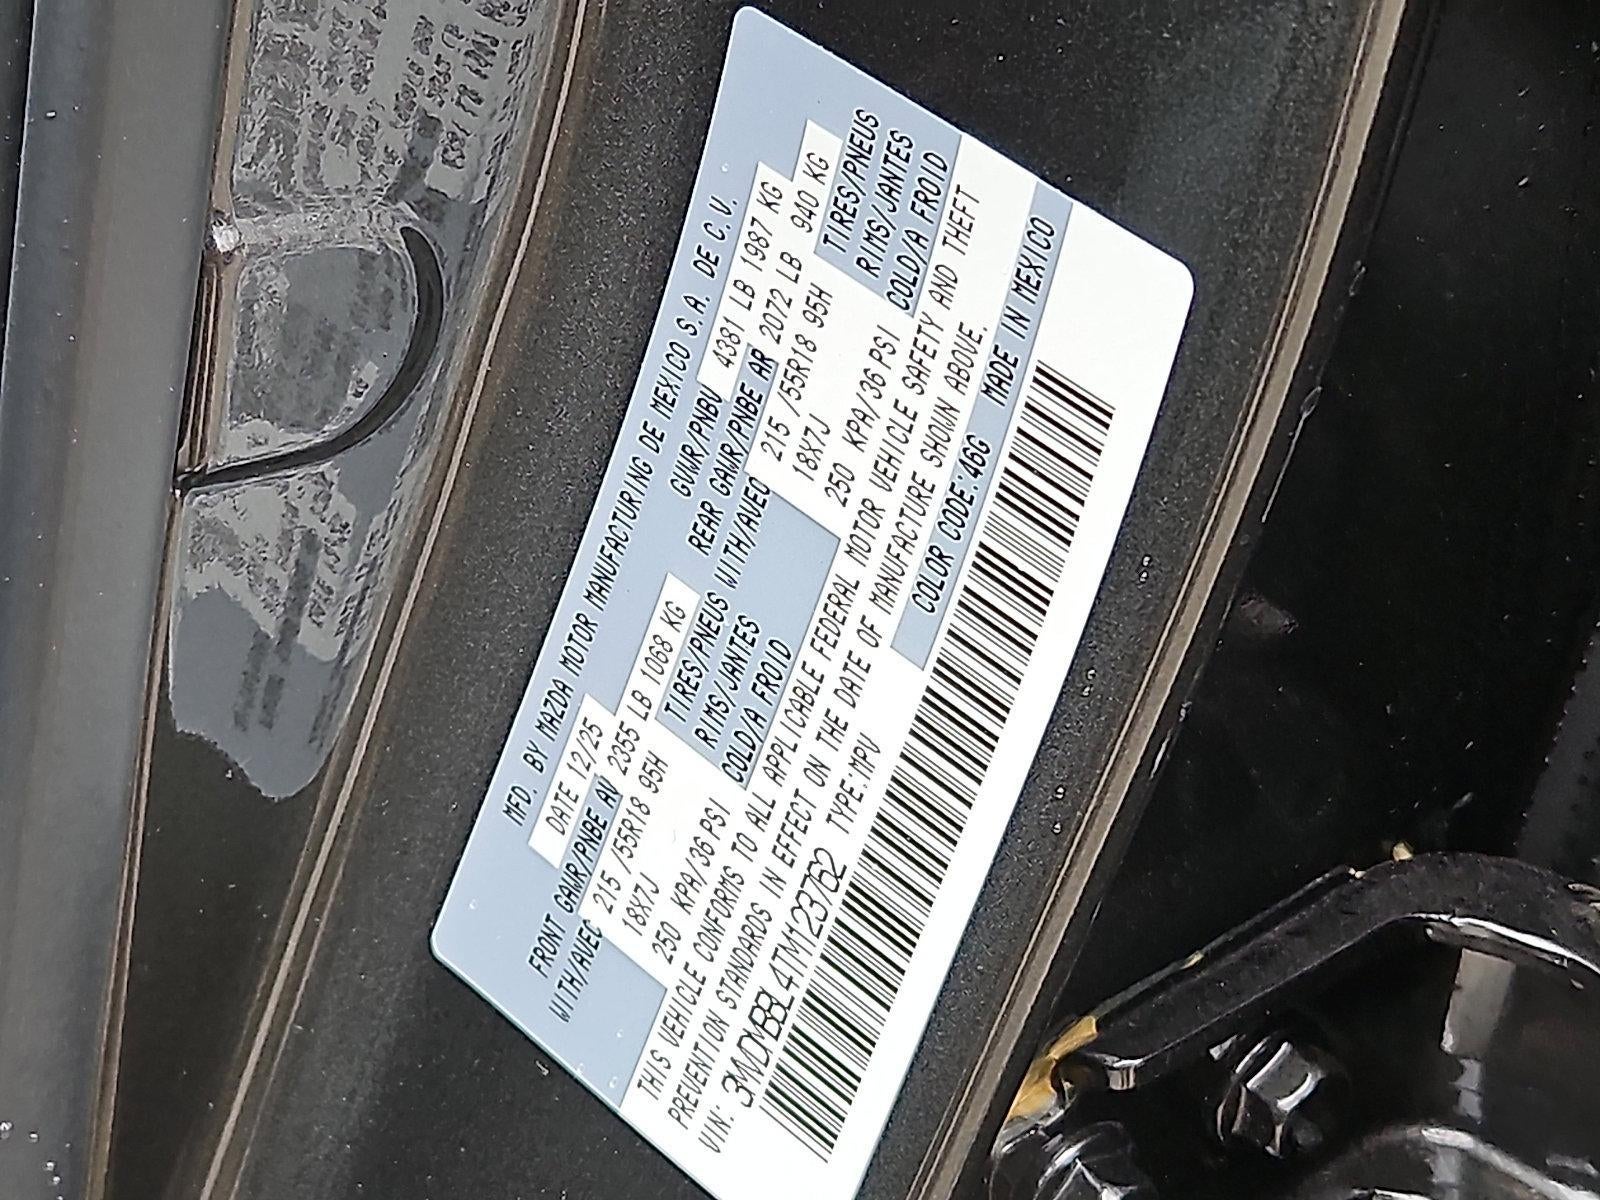 MFD. BY MAZDA MOTOR MANUFACTURING DE MEXICO S.A. DE C.V.
DATE 12/25 GVWR/PNBV 4381 LB 1987 KG
FRONT GAWR/PNBE AV 2355 LB 1068 KG REAR GAWR/PNBE AR 2072 LB 940 KG
WITH/AVEC 215 /55R18 95H TIRES/PNEUS WITH/AVEC 215 /55R18 95H TIRES/PNEUS
18X7J RIMS/JANTES 18X7J RIMS/JANTES
250 KPA/36 PSI COLD/A FROID 250 KPA/36 PSI COLD/A FROID
THIS VEHICLE CONFORMS TO ALL APPLICABLE FEDERAL MOTOR VEHICLE SAFETY AND THEFT
PREVENTION STANDARDS IN EFFECT ON THE DATE OF MANUFACTURE SHOWN ABOVE.
VIN: 3MVDMBBL4TM123762 TYPE:MPV COLOR CODE:46G MADE IN MEXICO